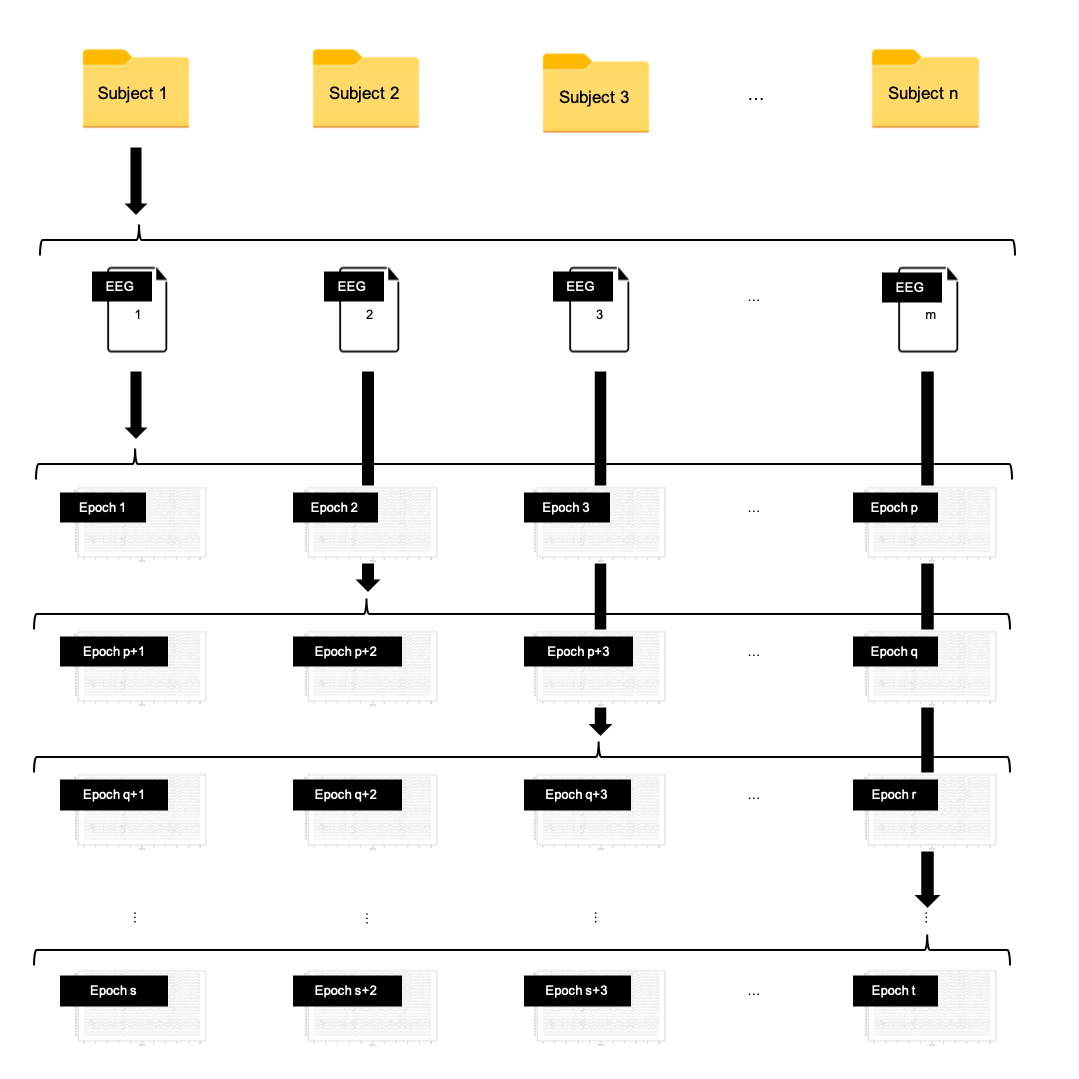 Subject 1
Subject 2
Subject 3
...
Subject n
EEG
1
EEG
2
EEG
3
...
EEG
m
Epoch 1
Epoch 2
Epoch 3
...
Epoch p
Epoch p+1
Epoch p+2
Epoch p+3
...
Epoch q
Epoch q+1
Epoch q+2
Epoch q+3
...
Epoch r
...
...
...
...
Epoch s
Epoch s+2
Epoch s+3
...
Epoch t